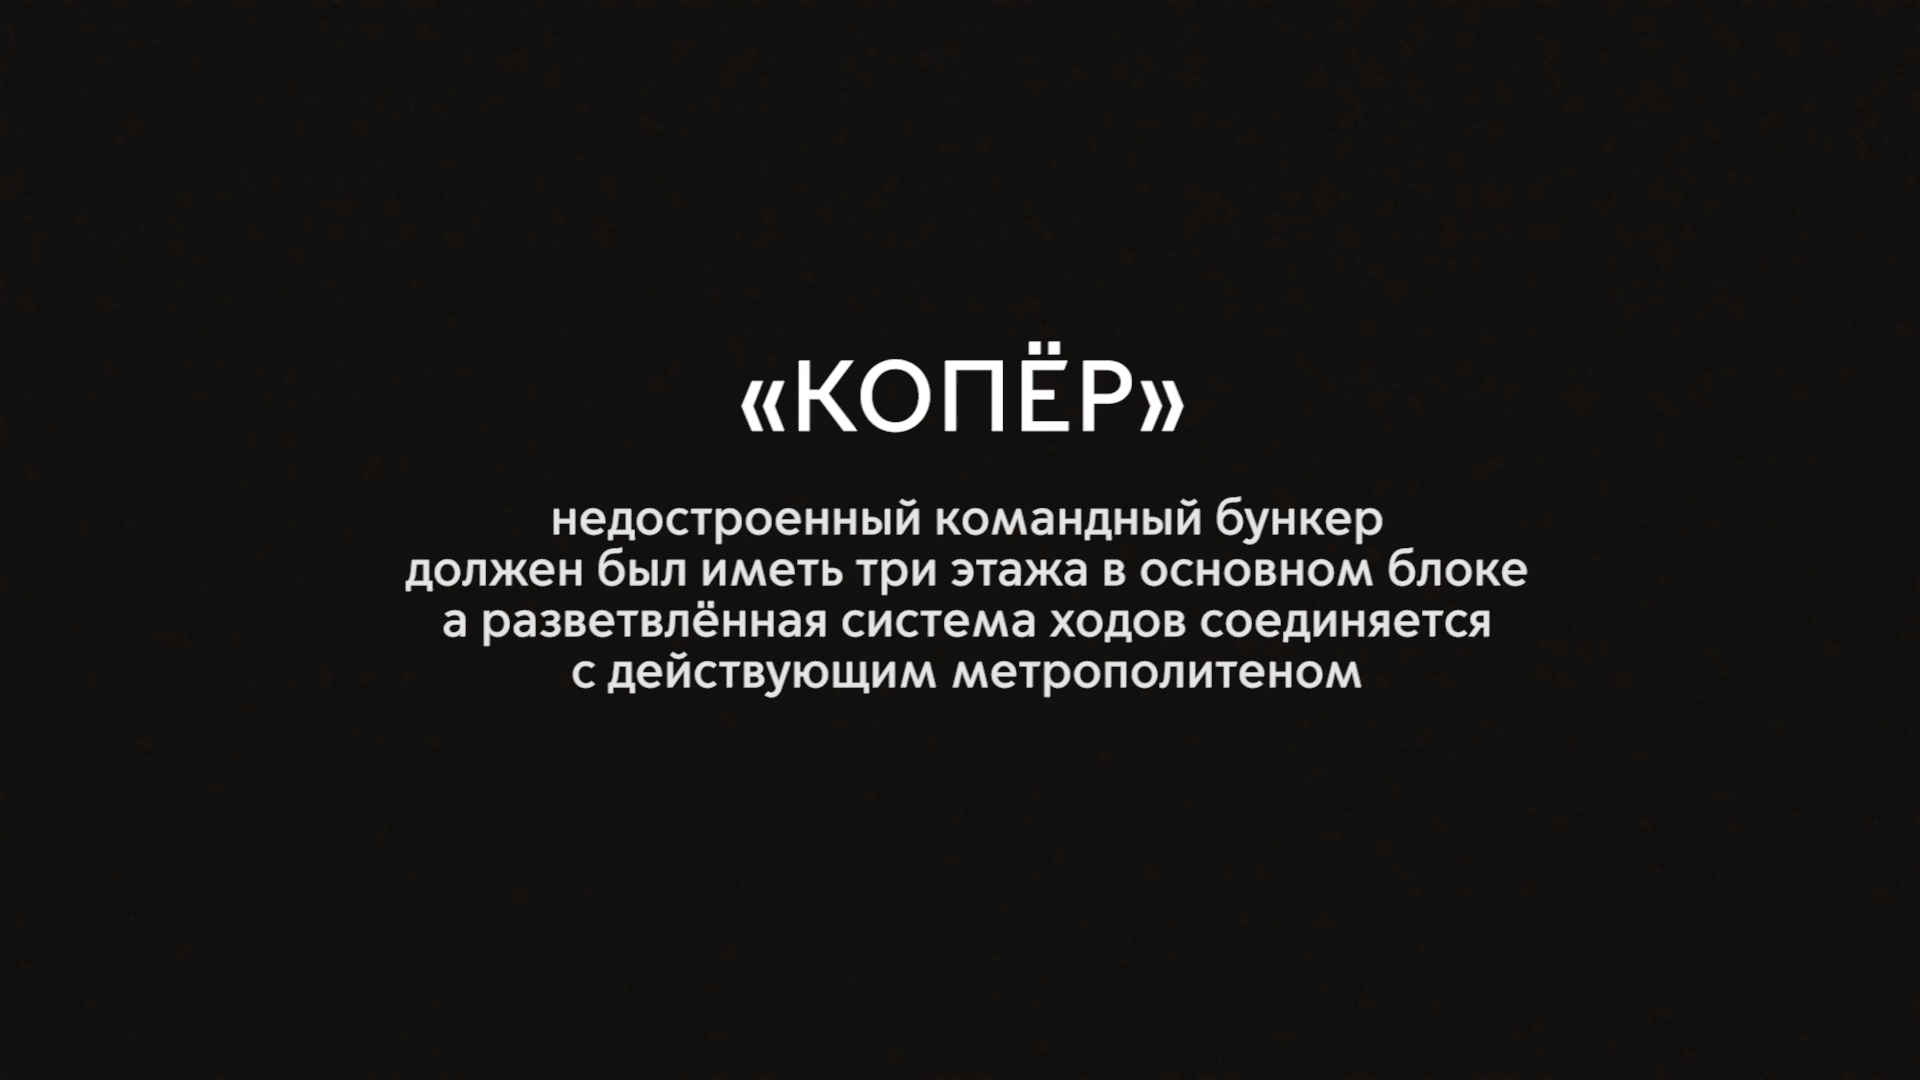 «КОПЁР»
недостроенный командный бункер
должен был иметь три этажа в основном блоке
а разветвлённая система ходов соединяется
с действующим метрополитеном